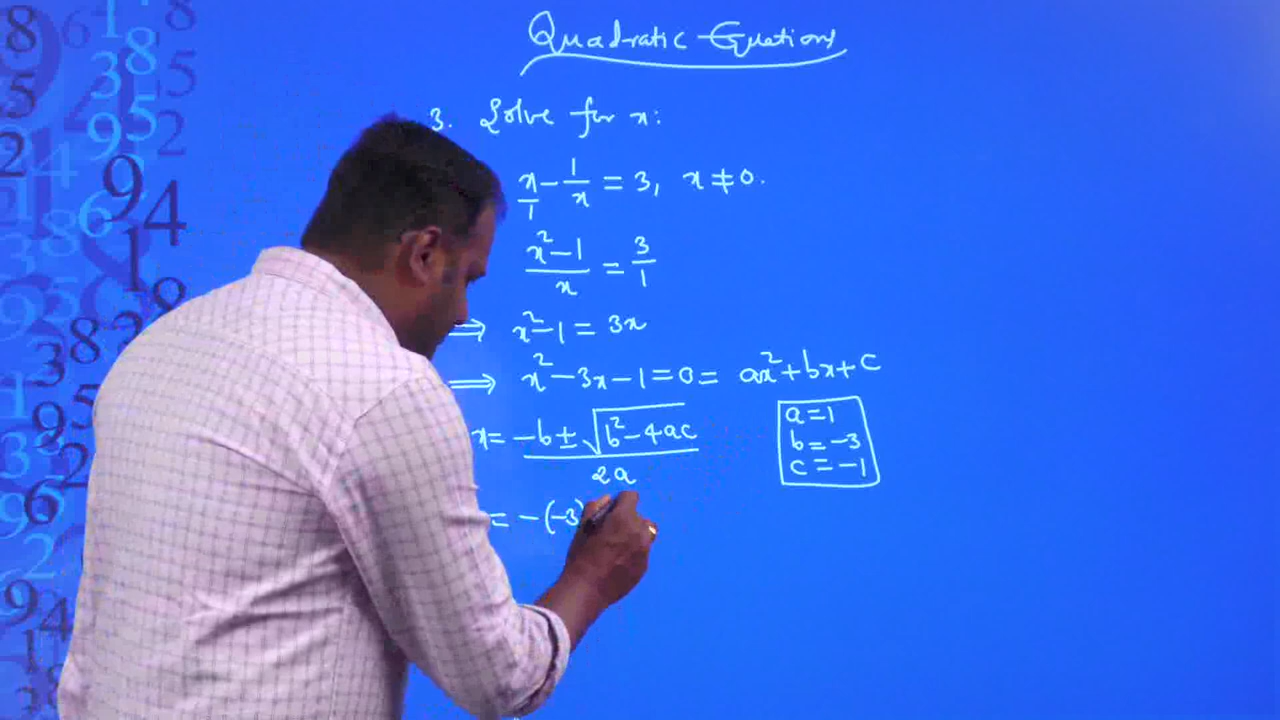 Quadratic Equations
3. Solve for x:
x/1 - 1/x = 3, x ≠ 0.
x²-1/x = 3/1
⇒ x²-1 = 3x
⇒ x²-3x-1=0= ax²+bx+c
x= -b ± √b²-4ac / 2a
a=1
b=-3
c=-1
= -(-3)